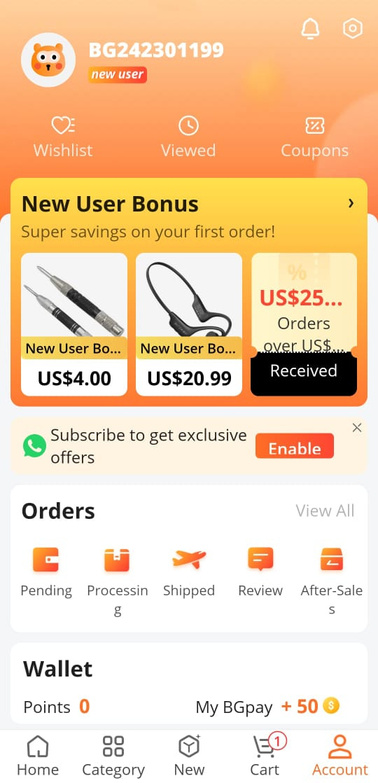 BG242301199
new user
Wishlist
Viewed
Coupons
New User Bonus
Super savings on your first order!
%
US$25...
Orders
over US$...
Received
New User Bo...
US$4.00
New User Bo...
US$20.99
Subscribe to get exclusive
offers
Enable
Orders
View All
Pending
Processin
g
Shipped
Review
After-Sale
s
Wallet
Points 0
My BGpay + 50 $
Home
Category
New
1
Cart
Account